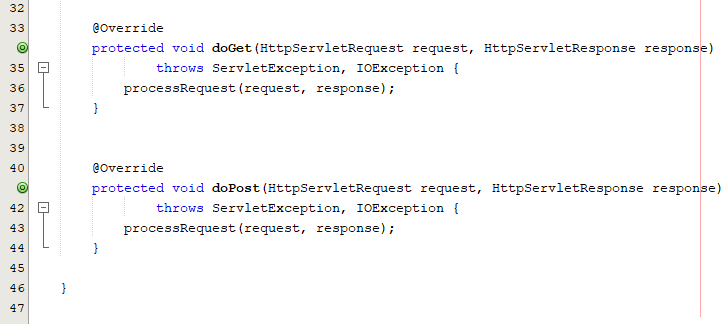 32
33 @Override
protected void doGet(HttpServletRequest request, HttpServletResponse response)
35 throws ServletException, IOException {
36 processRequest(request, response);
37 }
38
39
40 @Override
protected void doPost(HttpServletRequest request, HttpServletResponse response)
42 throws ServletException, IOException {
43 processRequest(request, response);
44 }
45
46 }
47